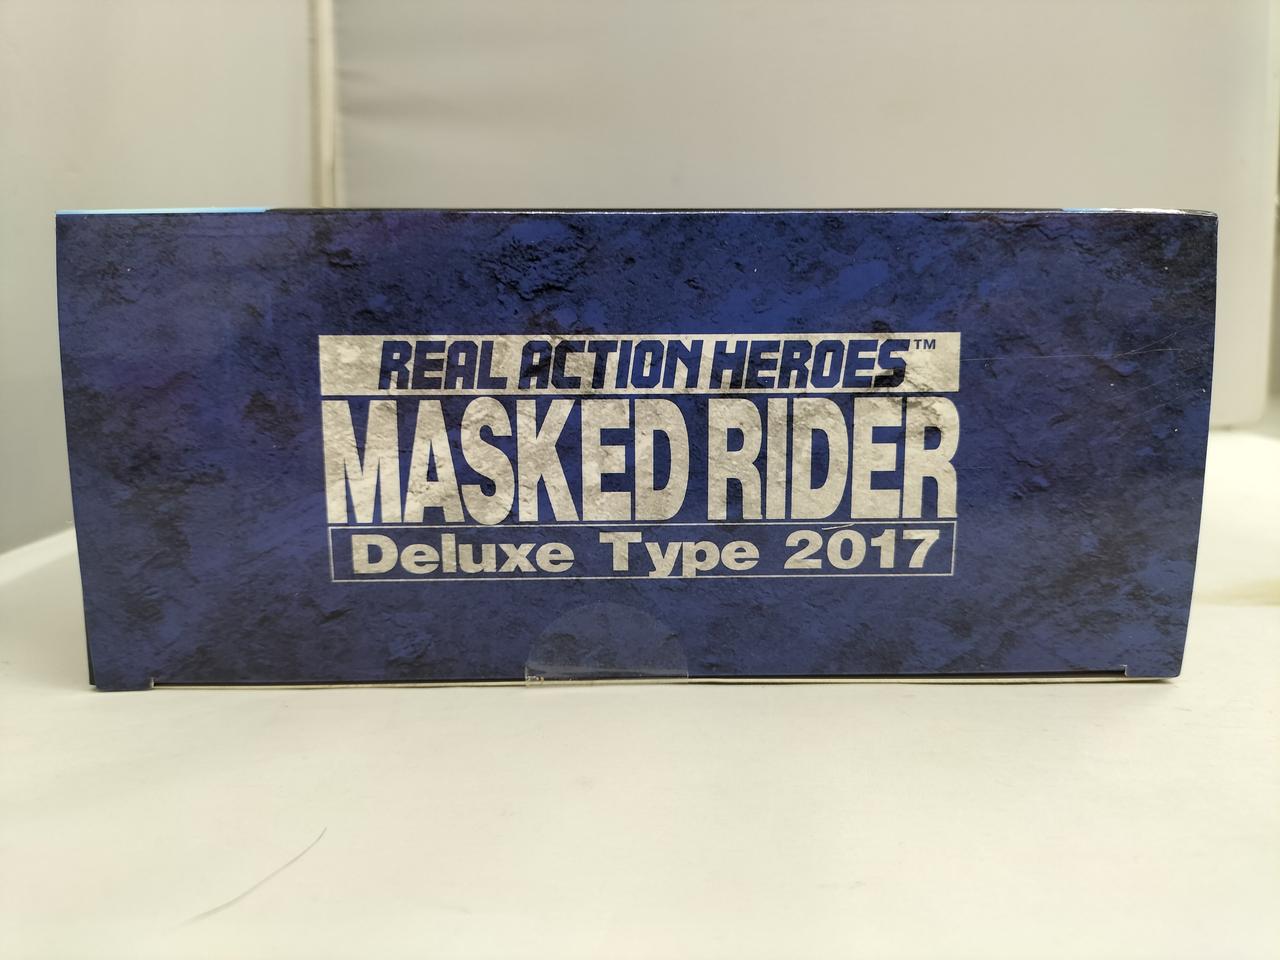 REAL ACTION HEROES™
MASKED RIDER
Deluxe Type 2017